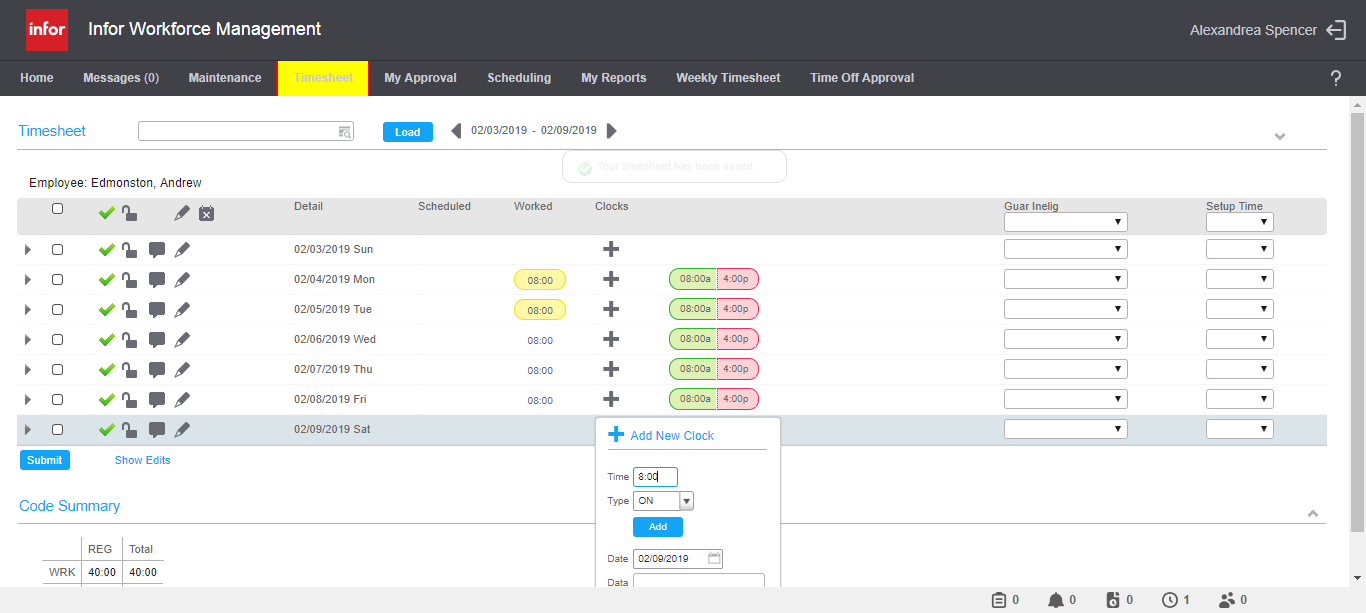 infor Infor Workforce Management Alexandrea Spencer
Home Messages (0) Maintenance Timesheet My Approval Scheduling My Reports Weekly Timesheet Time Off Approval ?
Timesheet Load 02/03/2019 - 02/09/2019
Your timesheet has been saved
Employee: Edmonston, Andrew
Detail Scheduled Worked Clocks Guar Inelig Setup Time
02/03/2019 Sun
02/04/2019 Mon 08:00 08:00a 4:00p
02/05/2019 Tue 08:00 08:00a 4:00p
02/06/2019 Wed 08:00 08:00a 4:00p
02/07/2019 Thu 08:00 08:00a 4:00p
02/08/2019 Fri 08:00 08:00a 4:00p
02/09/2019 Sat
Add New Clock
Submit Show Edits
Time 8:00
Type ON
Code Summary
Add
REG Total
Date 02/09/2019
WRK 40:00 40:00
Data
0 0 0 1 0